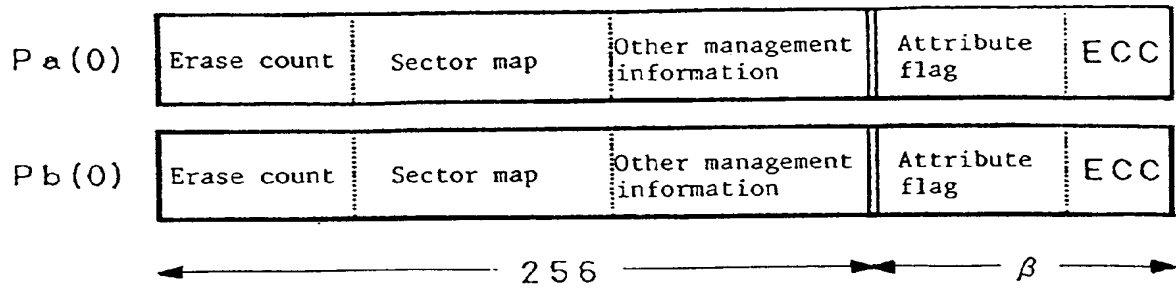 Pa(0) Erase count Sector map Other management information Attribute flag ECC
Pb(0) Erase count Sector map Other management information Attribute flag ECC
256 β